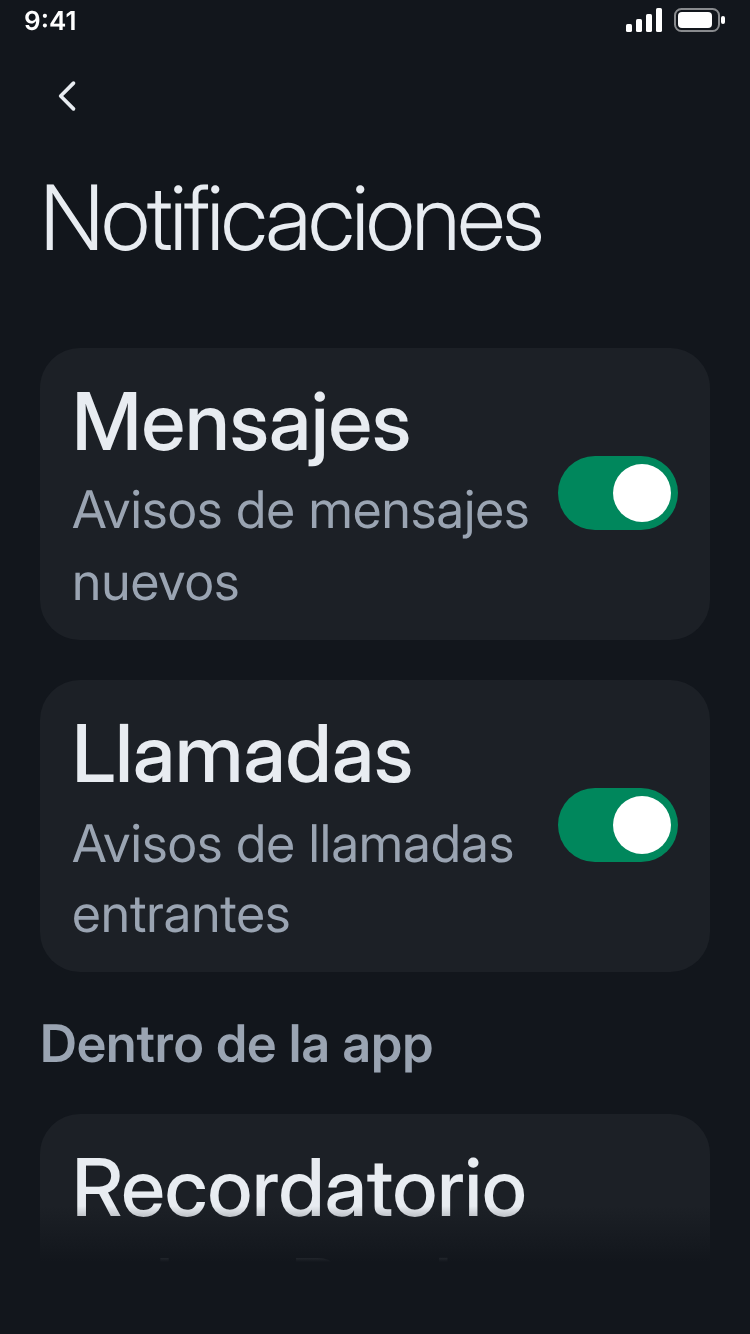 9:41
Notificaciones
Mensajes
Avisos de mensajes
nuevos
Llamadas
Avisos de llamadas
entrantes
Dentro de la app
Recordatorio